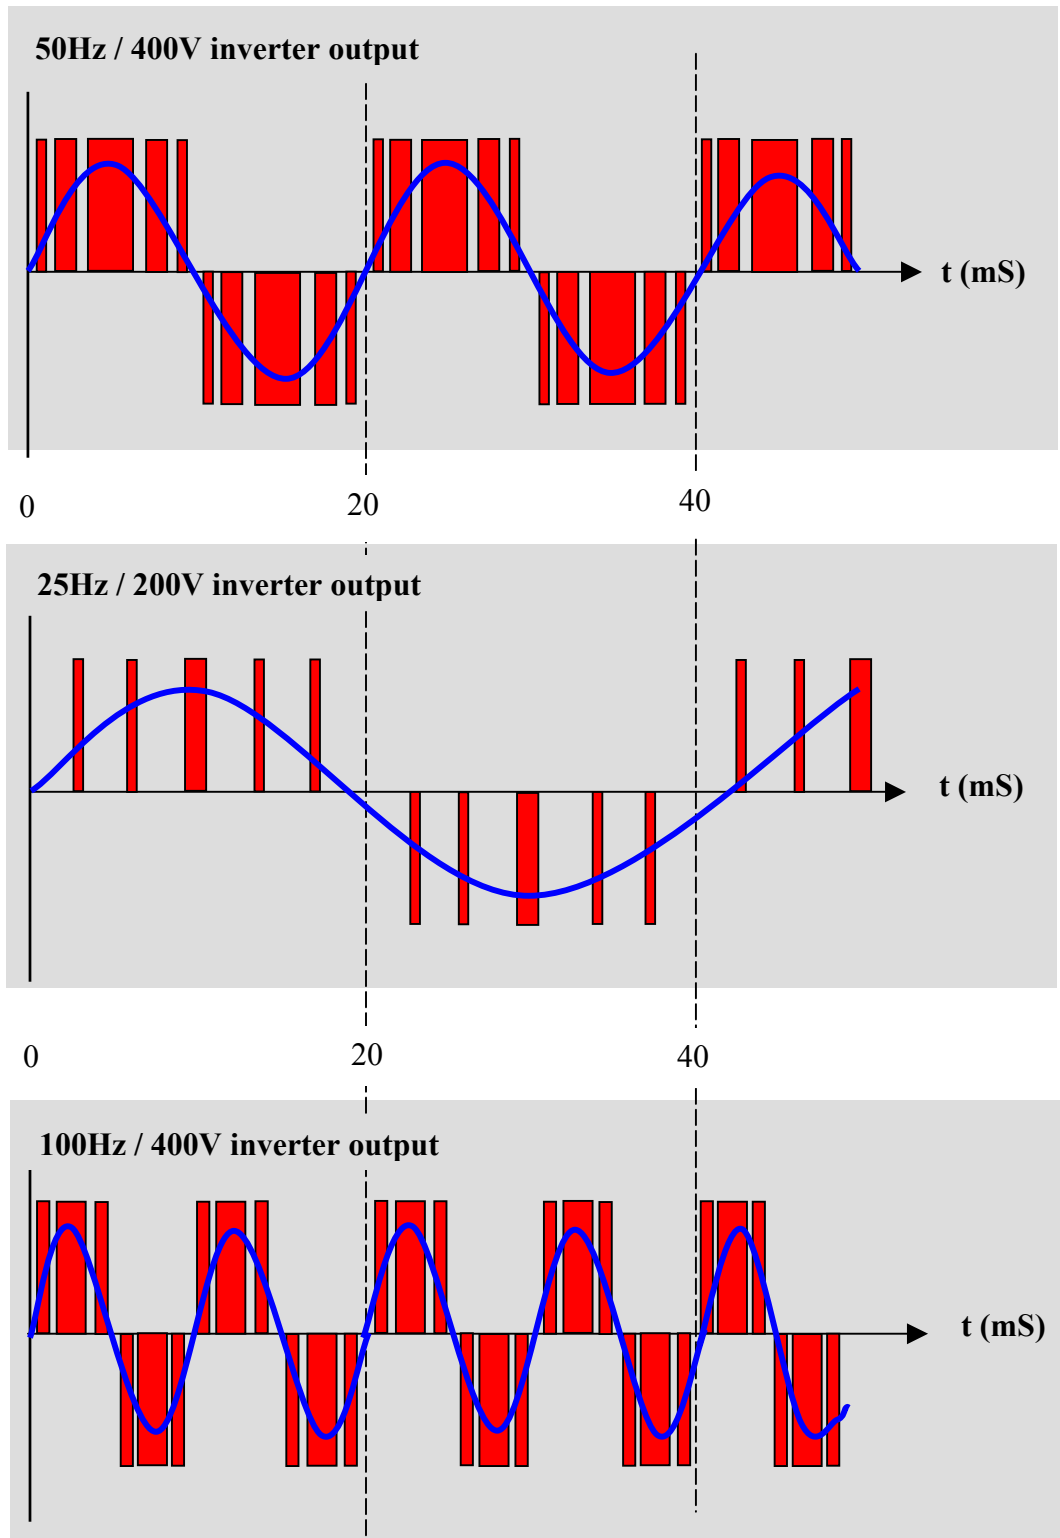 50Hz / 400V inverter output
t (mS)
0
20
40
25Hz / 200V inverter output
t (mS)
0
20
40
100Hz / 400V inverter output
t (mS)